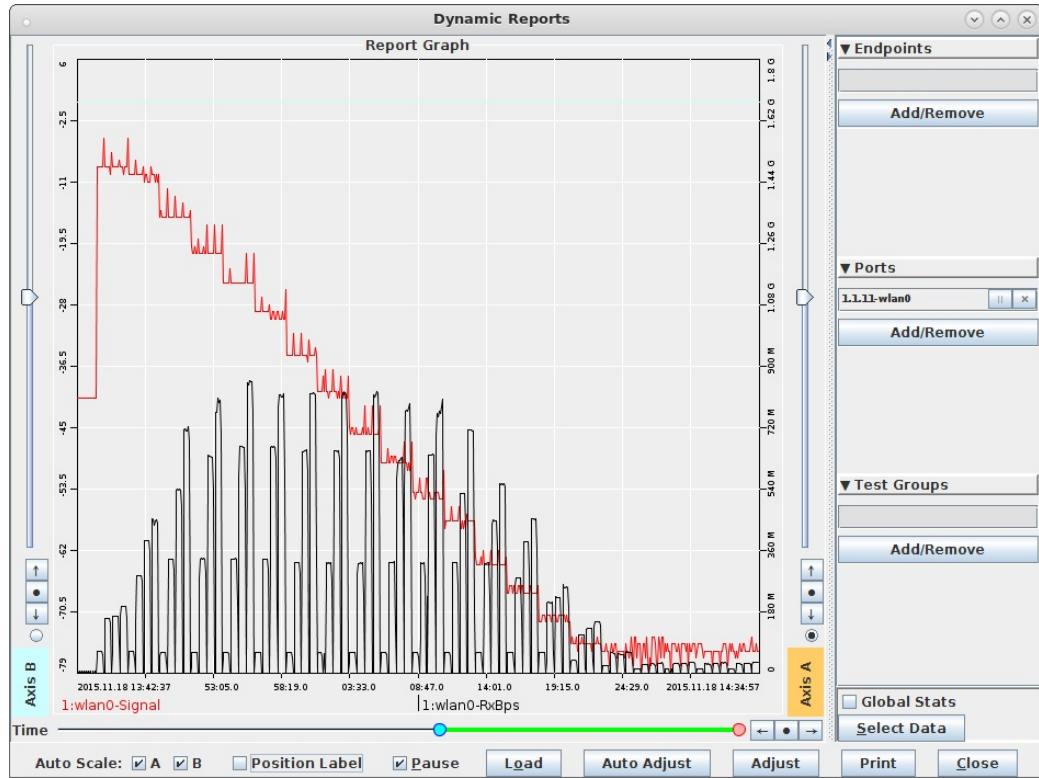 Dynamic Reports
Report Graph
6
-2.5
-11
-19.5
-28
-36.5
-45
-53.5
-62
-70.5
-79
1.8 G
1.62 G
1.44 G
1.26 G
1.08 G
900 M
720 M
540 M
360 M
180 M
0
2015.11.18 13:42:37
53:05.0
58:19.0
03:33.0
08:47.0
14:01.0
19:15.0
24:29.0
2015.11.18 14:34:57
1:wlan0-Signal
1:wlan0-RxBps
Axis B
Axis A
Time
Endpoints
Add/Remove
Ports
1.1.11-wlan0
Add/Remove
Test Groups
Add/Remove
Global Stats
Select Data
Auto Scale:
A
B
Position Label
Pause
Load
Auto Adjust
Adjust
Print
Close